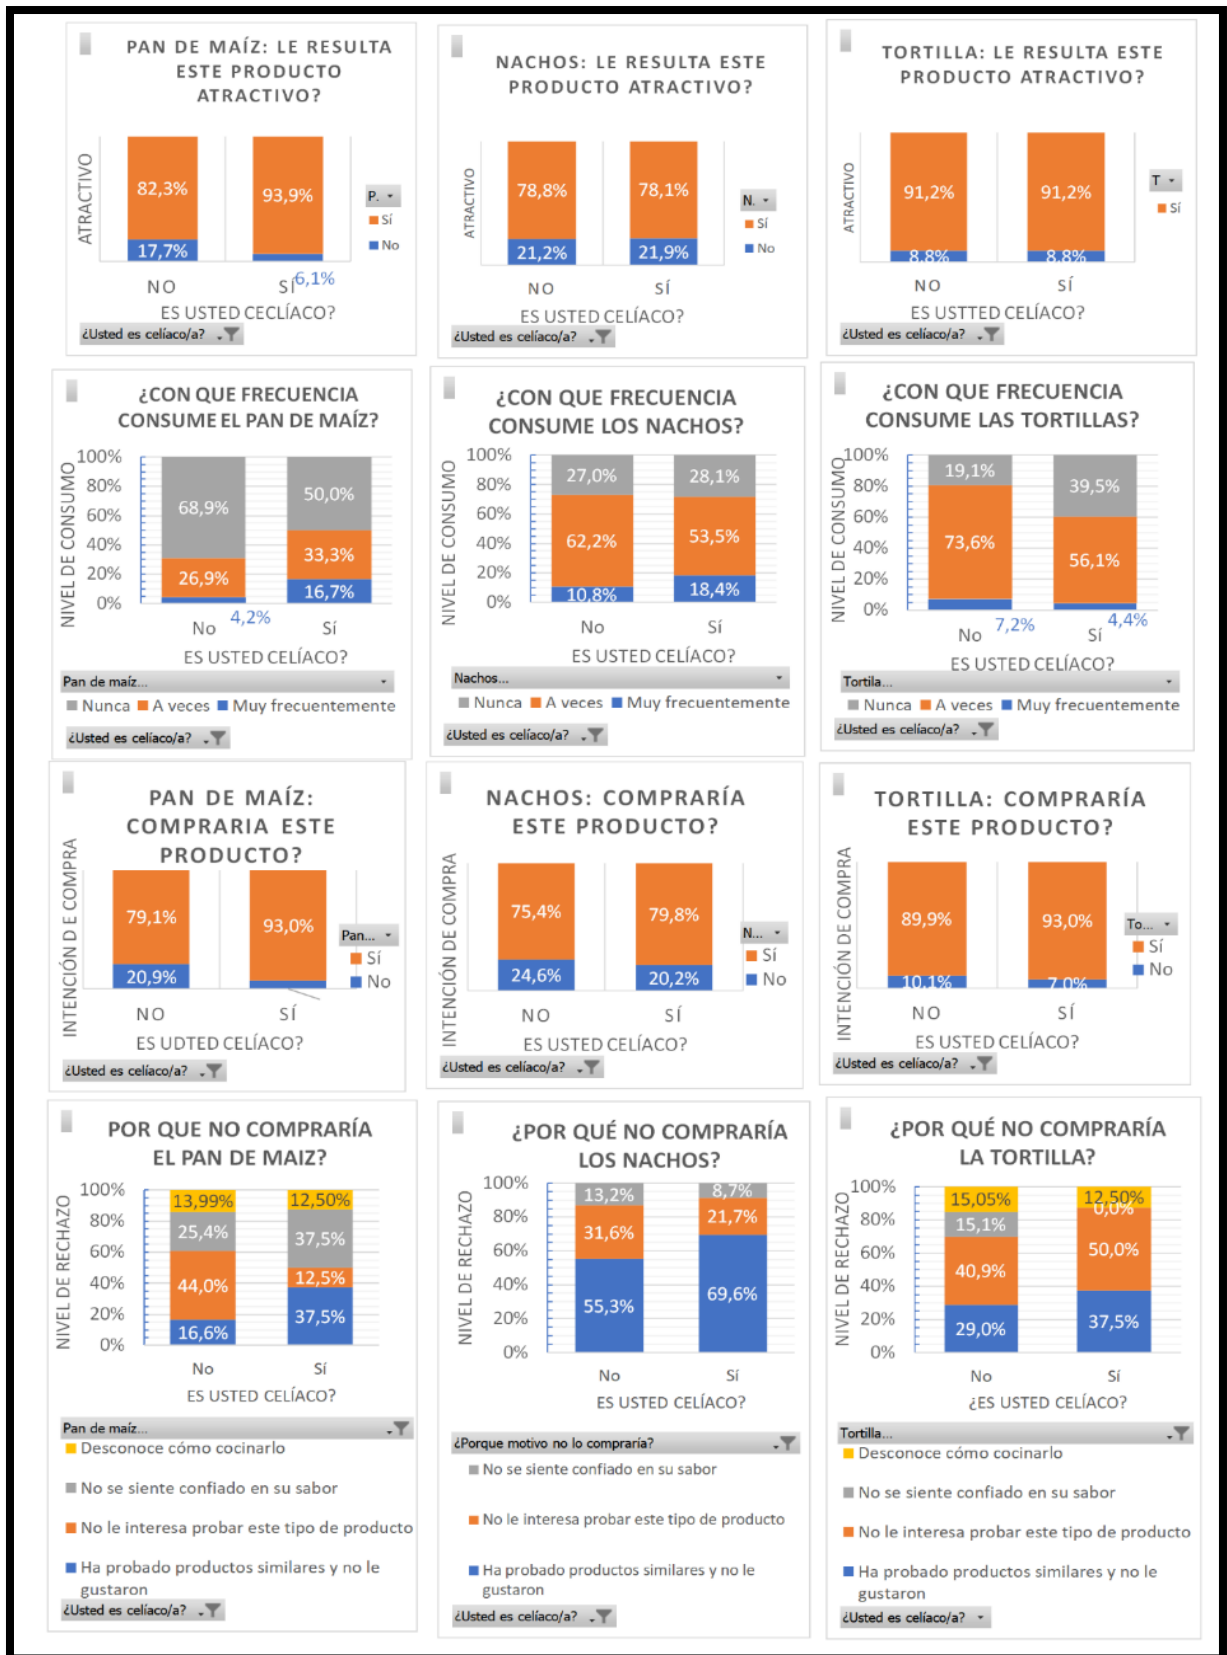 PAN DE MAÍZ: LE RESULTA
ESTE PRODUCTO
ATRACTIVO?
ATRACTIVO
82,3%
93,9%
17,7%
6,1%
NO
SÍ
ES USTED CECLÍACO?
P.
Sí
No
¿Usted es celíaco/a?
NACHOS: LE RESULTA ESTE
PRODUCTO ATRACTIVO?
ATRACTIVO
78,8%
78,1%
21,2%
21,9%
NO
SÍ
ES USTED CELÍACO?
N.
Sí
No
¿Usted es celíaco/a?
TORTILLA: LE RESULTA ESTE
PRODUCTO ATRACTIVO?
ATRACTIVO
91,2%
91,2%
8,8%
8,8%
NO
SÍ
ES USTTED CELÍACO?
T
Sí
¿Usted es celíaco/a?
¿CON QUE FRECUENCIA
CONSUME EL PAN DE MAÍZ?
NIVEL DE CONSUMO
100%
80%
60%
40%
20%
0%
68,9%
50,0%
26,9%
33,3%
4,2%
16,7%
No
Sí
ES USTED CELÍACO?
Pan de maíz...
Nunca A veces Muy frecuentemente
¿Usted es celíaco/a?
¿CON QUE FRECUENCIA
CONSUME LOS NACHOS?
NIVEL DE CONSUMO
100%
80%
60%
40%
20%
0%
27,0%
28,1%
62,2%
53,5%
10,8%
18,4%
No
Sí
ES USTED CELÍACO?
Nachos...
Nunca A veces Muy frecuentemente
¿Usted es celíaco/a?
¿CON QUE FRECUENCIA
CONSUME LAS TORTILLAS?
NIVEL DE CONSUMO
100%
80%
60%
40%
20%
0%
19,1%
39,5%
73,6%
56,1%
7,2%
4,4%
No
Sí
ES USTED CELÍACO?
Tortilla...
Nunca A veces Muy frecuentemente
¿Usted es celíaco/a?
PAN DE MAÍZ:
COMPRARIA ESTE
PRODUCTO?
INTENCIÓN D E COMPRA
79,1%
93,0%
20,9%
NO
SÍ
ES UDTED CELÍACO?
Pan...
Sí
No
¿Usted es celíaco/a?
NACHOS: COMPRARÍA
ESTE PRODUCTO?
INTENCIÓN DE COMPRA
75,4%
79,8%
24,6%
20,2%
NO
SÍ
ES USTED CELÍACO?
N...
Sí
No
¿Usted es celíaco/a?
TORTILLA: COMPRARÍA
ESTE PRODUCTO?
INTENCIÓN DE COMPRA
89,9%
93,0%
10,1%
7,0%
NO
SÍ
ES USTED CELÍACO?
To...
Sí
No
¿Usted es celíaco/a?
POR QUE NO COMPRARÍA
EL PAN DE MAIZ?
NIVEL DE RECHAZO
100%
80%
60%
40%
20%
0%
13,99%
12,50%
25,4%
37,5%
44,0%
12,5%
16,6%
37,5%
No
Sí
ES USTED CELÍACO?
Pan de maíz...
Desconoce cómo cocinarlo
No se siente confiado en su sabor
No le interesa probar este tipo de producto
Ha probado productos similares y no le
gustaron
¿Usted es celíaco/a?
¿POR QUÉ NO COMPRARÍA
LOS NACHOS?
NIVEL DE RECHAZO
100%
80%
60%
40%
20%
0%
13,2%
8,7%
31,6%
21,7%
55,3%
69,6%
No
Sí
ES USTED CELÍACO?
¿Porque motivo no lo compraría?
No se siente confiado en su sabor
No le interesa probar este tipo de producto
Ha probado productos similares y no le
gustaron
¿Usted es celíaco/a?
¿POR QUÉ NO COMPRARÍA
LA TORTILLA?
NIVEL DE RECHAZO
100%
80%
60%
40%
20%
0%
15,05%
12,50%
15,1%
0,0%
40,9%
50,0%
29,0%
37,5%
No
Sí
¿ES USTED CELÍACO?
Tortilla...
Desconoce cómo cocinarlo
No se siente confiado en su sabor
No le interesa probar este tipo de producto
Ha probado productos similares y no le
gustaron
¿Usted es celíaco/a?